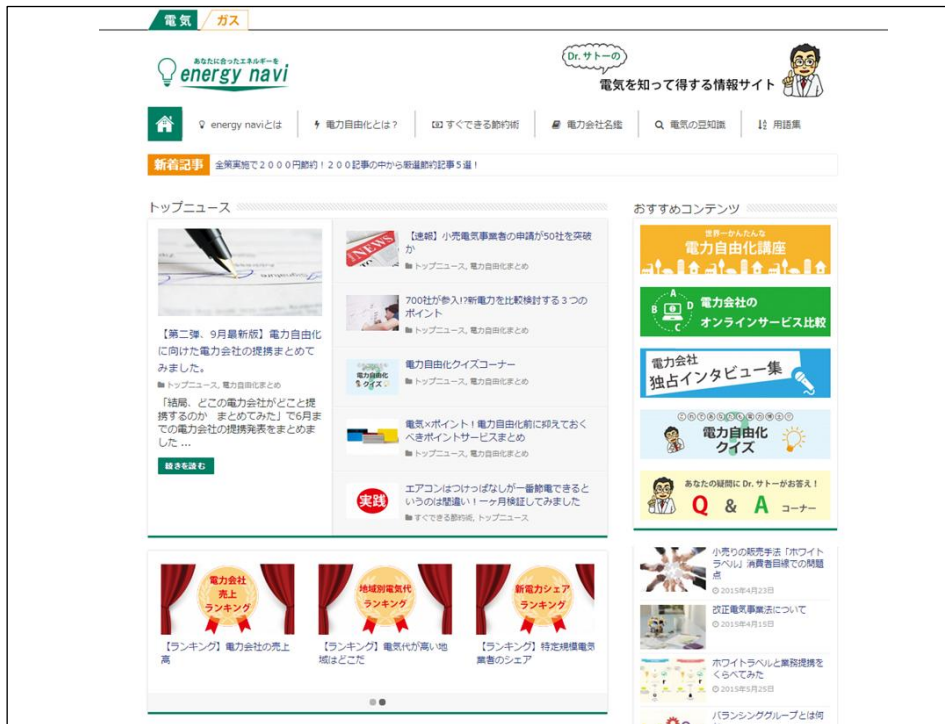 電気
ガス
あなたに合ったエネルギーを
energy navi
Dr.サトーの
電気を知って得する情報サイト
energy naviとは
電力自由化とは？
すぐできる節約術
電力会社名鑑
電気の豆知識
用語集
新着記事
全策実施で２０００円節約！２００記事の中から厳選節約記事５選！
トップニュース
【第二弾、9月最新版】電力自由化
に向けた電力会社の提携まとめて
みました。
トップニュース, 電力自由化まとめ
「結局、どこの電力会社がどこと提
携するのか　まとめてみた」で6月ま
での電力会社の提携発表をまとめま
した ...
続きを読む
NEWS
【速報】小売電気事業者の申請が50社を突破
か
トップニュース, 電力自由化まとめ
700社が参入!?新電力を比較検討する３つの
ポイント
トップニュース, 電力自由化まとめ
電力自由化
クイズ
電力自由化クイズコーナー
トップニュース, 電力自由化まとめ
電気×ポイント！電力自由化前に抑えておく
べきポイントサービスまとめ
トップニュース, 電力自由化まとめ
実践
エアコンはつけっぱなしが一番節電できると
いうのは間違い！一ヶ月検証してみました
すぐできる節約術, トップニュース
電力会社
売上
ランキング
【ランキング】電力会社の売上
高
地域別電気代
ランキング
【ランキング】電気代が高い地
域はどこだ
新電力シェア
ランキング
【ランキング】特定規模電気
業者のシェア
おすすめコンテンツ
世界一かんたんな
電力自由化講座
A
B
C
D
電力会社の
オンラインサービス比較
電力会社
独占インタビュー集
これであなたも電力博士！？
電力自由化
クイズ
あなたの疑問に Dr.サトーがお答え！
Q & A コーナー
小売りの販売手法「ホワイト
ラベル」消費者目線での問題
点
2015年4月23日
改正電気事業法について
2015年4月15日
ホワイトラベルと業務提携を
くらべてみた
2015年5月25日
バランシンググループとは何